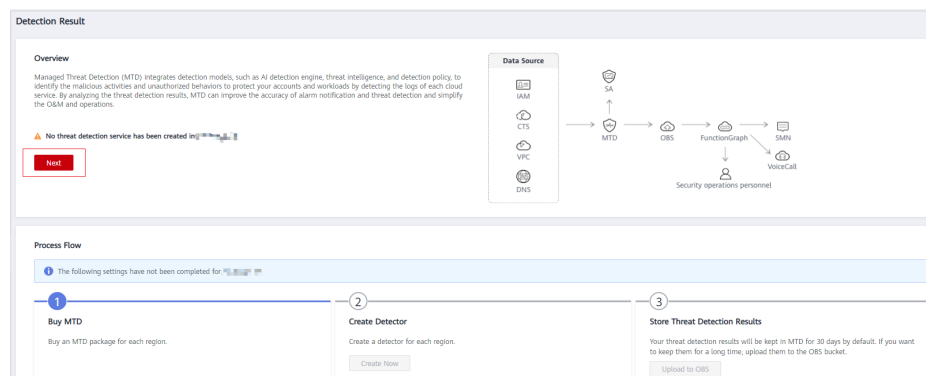 Detection Result
Overview
Managed Threat Detection (MTD) integrates detection models, such as AI detection engine, threat intelligence, and detection policy, to
identify the malicious activities and unauthorized behaviors to protect your accounts and workloads by detecting the logs of each cloud
service. By analyzing the threat detection results, MTD can improve the accuracy of alarm notification and threat detection and simplify
the O&M and operations.
No threat detection service has been created in
Next
Data Source
IAM
CTS
VPC
DNS
SA
MTD
OBS
FunctionGraph
SMN
VoiceCall
Security operations personnel
Process Flow
The following settings have not been completed for
1
Buy MTD
Buy an MTD package for each region.
2
Create Detector
Create a detector for each region.
Create Now
3
Store Threat Detection Results
Your threat detection results will be kept in MTD for 30 days by default. If you want
to keep them for a long time, upload them to the OBS bucket.
Upload to OBS